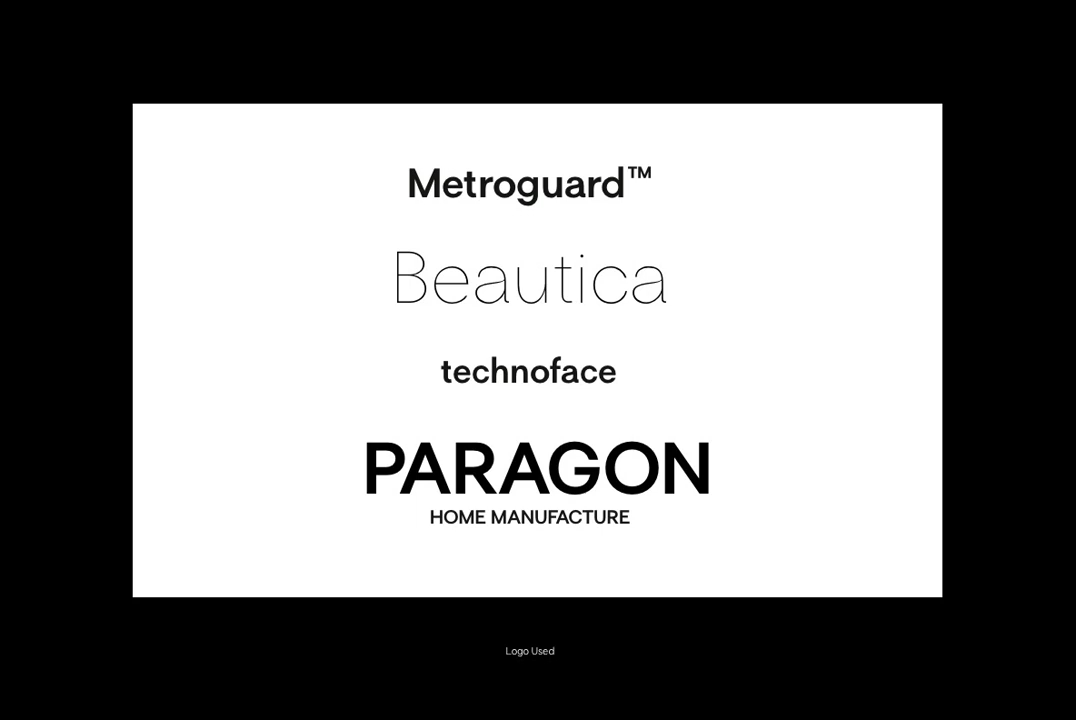 Metroguard™
Beautica
technoface
PARAGON
HOME MANUFACTURE
Logo Used